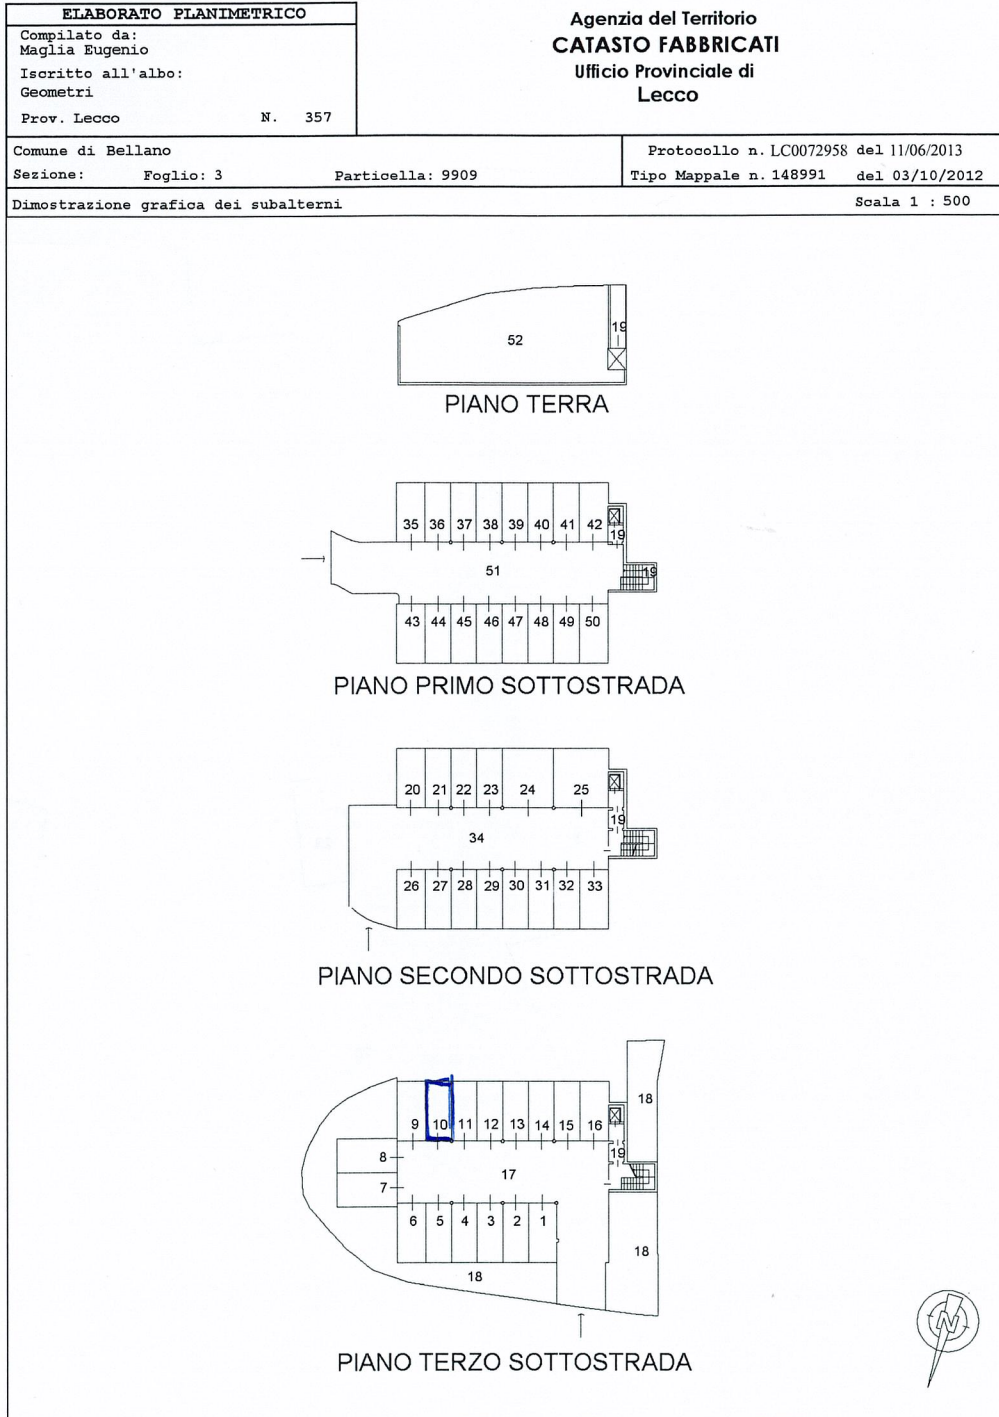 ELABORATO PLANIMETRICO
Compilato da:
Maglia Eugenio
Iscritto all'albo:
Geometri
Prov. Lecco N. 357
Agenzia del Territorio
CATASTO FABBRICATI
Ufficio Provinciale di
Lecco
Comune di Bellano
Sezione: Foglio: 3 Particella: 9909
Protocollo n. LC0072958 del 11/06/2013
Tipo Mappale n. 148991 del 03/10/2012
Dimostrazione grafica dei subalterni Scala 1 : 500
19
52
PIANO TERRA
35 36 37 38 39 40 41 42
19
51
19
43 44 45 46 47 48 49 50
PIANO PRIMO SOTTOSTRADA
20 21 22 23 24 25
19
34
26 27 28 29 30 31 32 33
PIANO SECONDO SOTTOSTRADA
18
9 10 11 12 13 14 15 16
19
8
17
7
6 5 4 3 2 1
18
18
PIANO TERZO SOTTOSTRADA
N